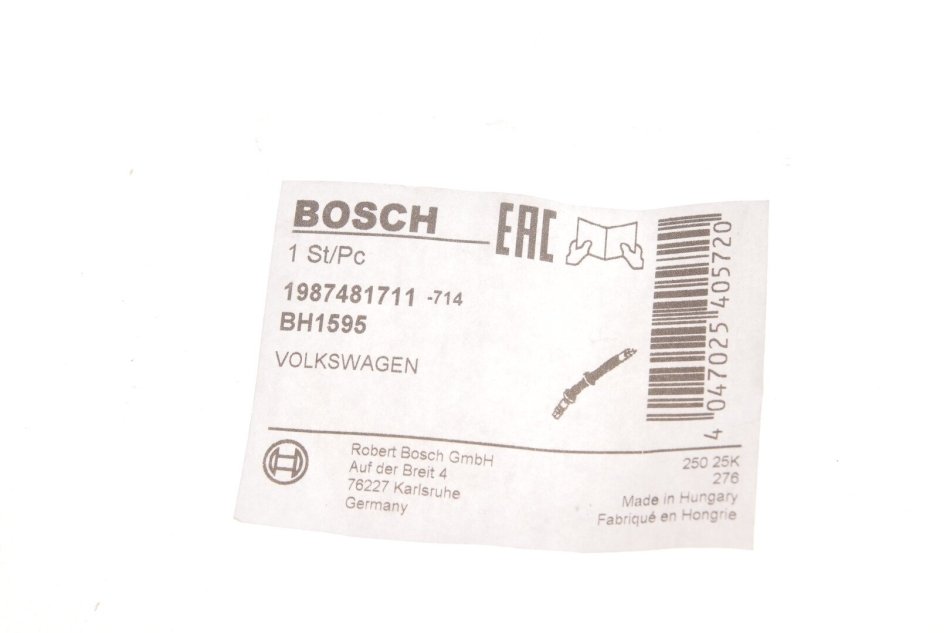 BOSCH
EAC
1 St/Pc
1987481711 -714
BH1595
VOLKSWAGEN
4 047025 405720
Robert Bosch GmbH
Auf der Breit 4
76227 Karlsruhe
Germany
250 25K
276
Made in Hungary
Fabriqué en Hongrie